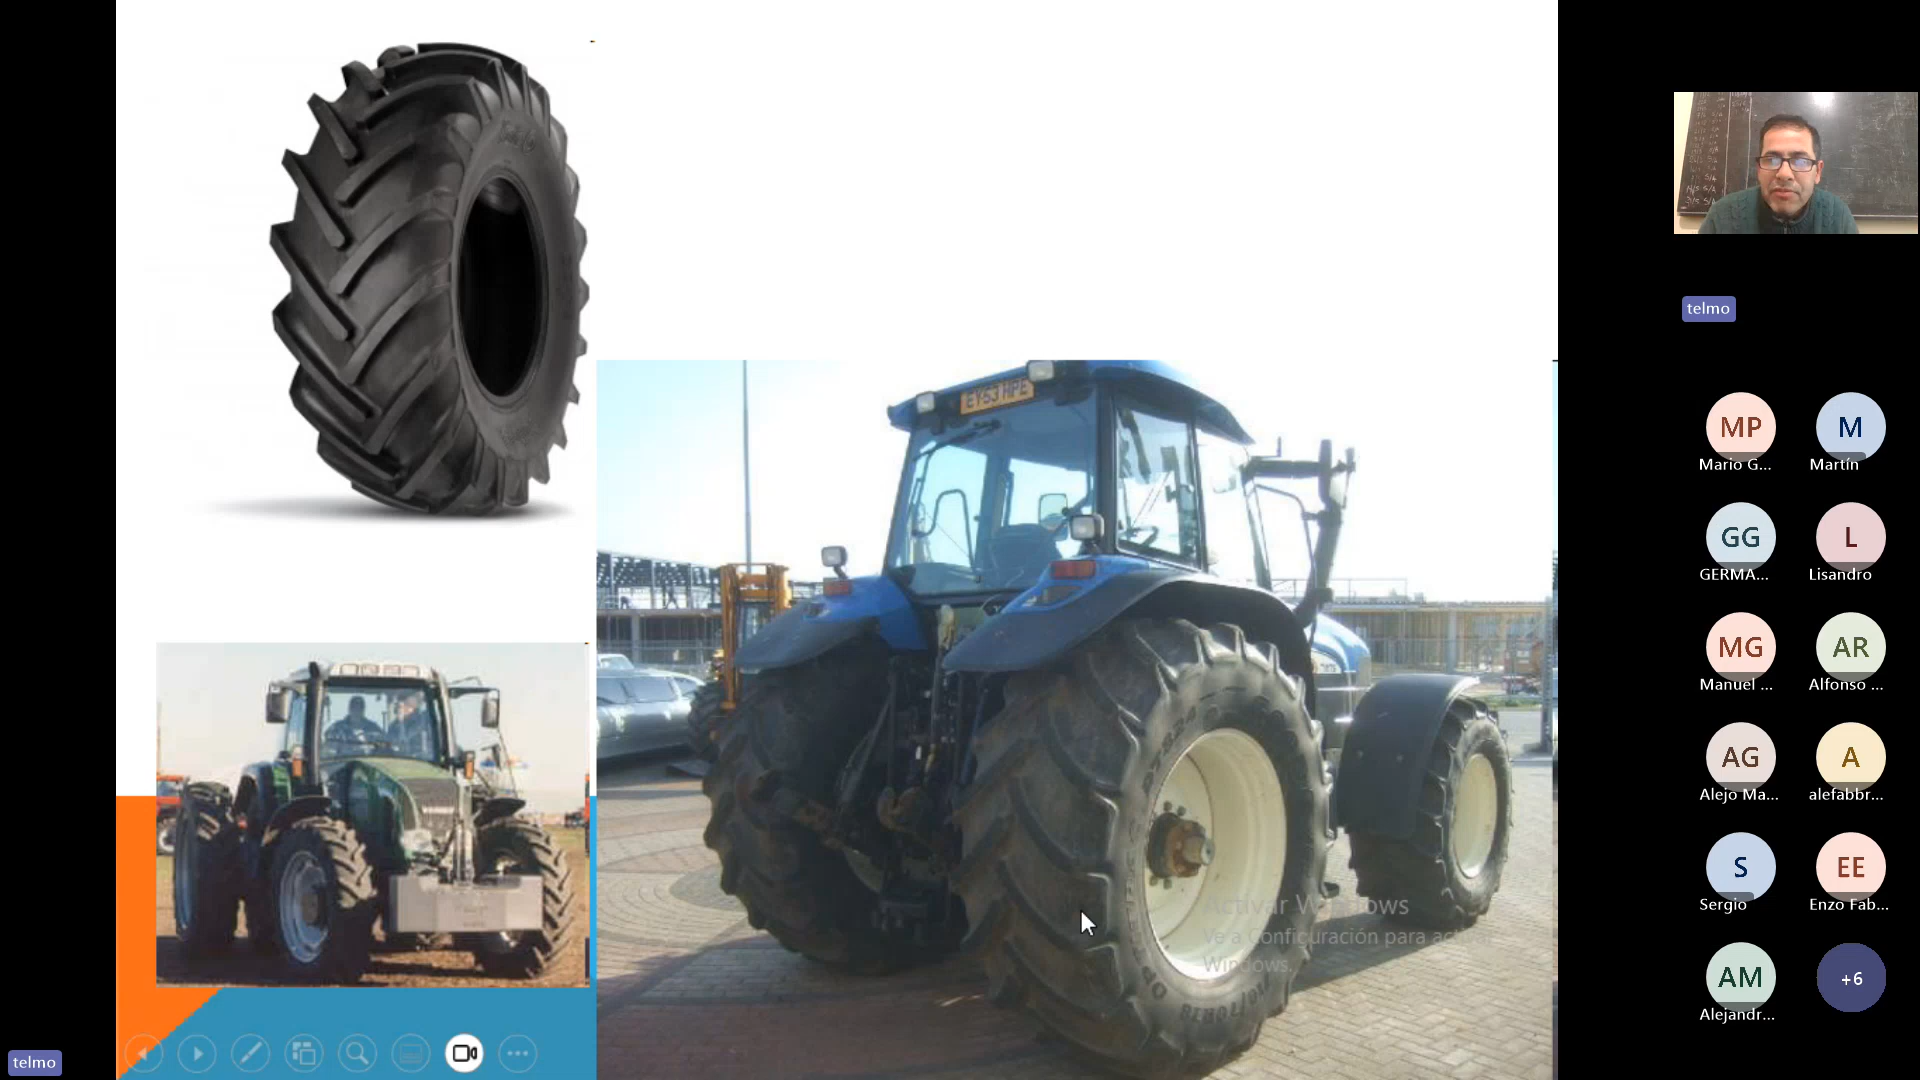 EY53 HPE
Activar Windows
Ve a Configuración para activar
Windows.
telmo
MP
Mario G...
M
Martín
GG
GERMA...
L
Lisandro
MG
Manuel ...
AR
Alfonso ...
AG
Alejo Ma...
A
alefabbr...
S
Sergio
EE
Enzo Fab...
AM
Alejandr...
+6
telmo